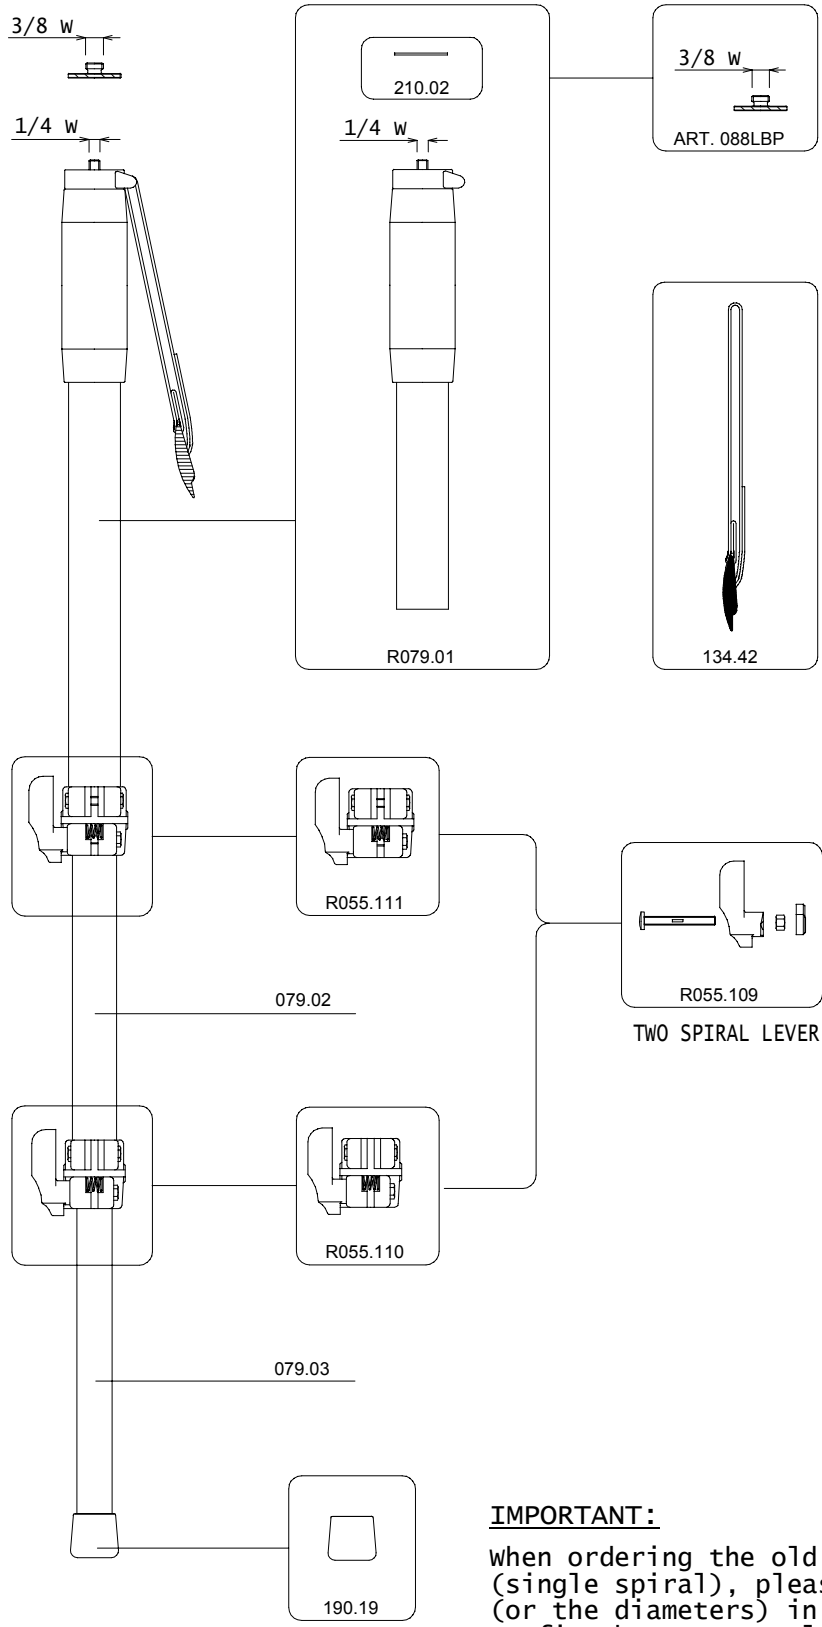 3/8 W
1/4 W
210.02
1/4 W
R079.01
3/8 W
ART. 088LBP
134.42
R055.111
079.02
R055.109
TWO SPIRAL LEVER
R055.110
079.03
190.19
IMPORTANT:
When ordering the old
(single spiral), pleas
(or the diameters) in